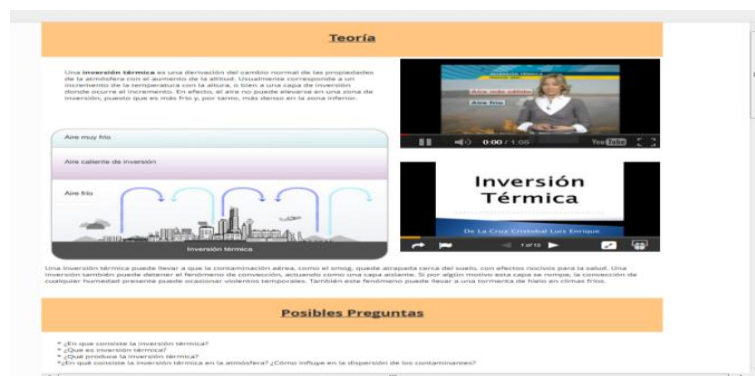 Teoría
Una inversión térmica es una derivación del cambio normal de las propiedades
de la atmósfera con el aumento de la altitud. Usualmente corresponde a un
incremento de la temperatura con la altura, o bien a una capa de inversión
donde ocurre el incremento. En efecto, el aire no puede elevarse en una zona de
inversión, puesto que es más frío y, por tanto, más denso en la zona inferior.
Aire más cálido
Aire frío
0:00 / 1:05
YouTube
Aire muy frío
Aire caliente de inversión
Aire frío
Inversión térmica
Inversión
Térmica
De La Cruz Cristobal Luis Enrique
1 of 13
Una inversión térmica puede llevar a que la contaminación aérea, como el smog, quede atrapada cerca del suelo, con efectos nocivos para la salud. Una
inversión también puede detener el fenómeno de convección, actuando como una capa aislante. Si por algún motivo esta capa se rompe, la convección de
cualquier humedad presente puede ocasionar violentos temporales. También este fenómeno puede llevar a una tormenta de hielo en climas fríos.
Posibles Preguntas
* ¿En que consiste la inversión térmica?
* ¿Que es inversión térmica?
* ¿Qué produce la inversión térmica?
*¿En qué consiste la inversión térmica en la atmósfera? ¿Cómo influye en la dispersión de los contaminantes?